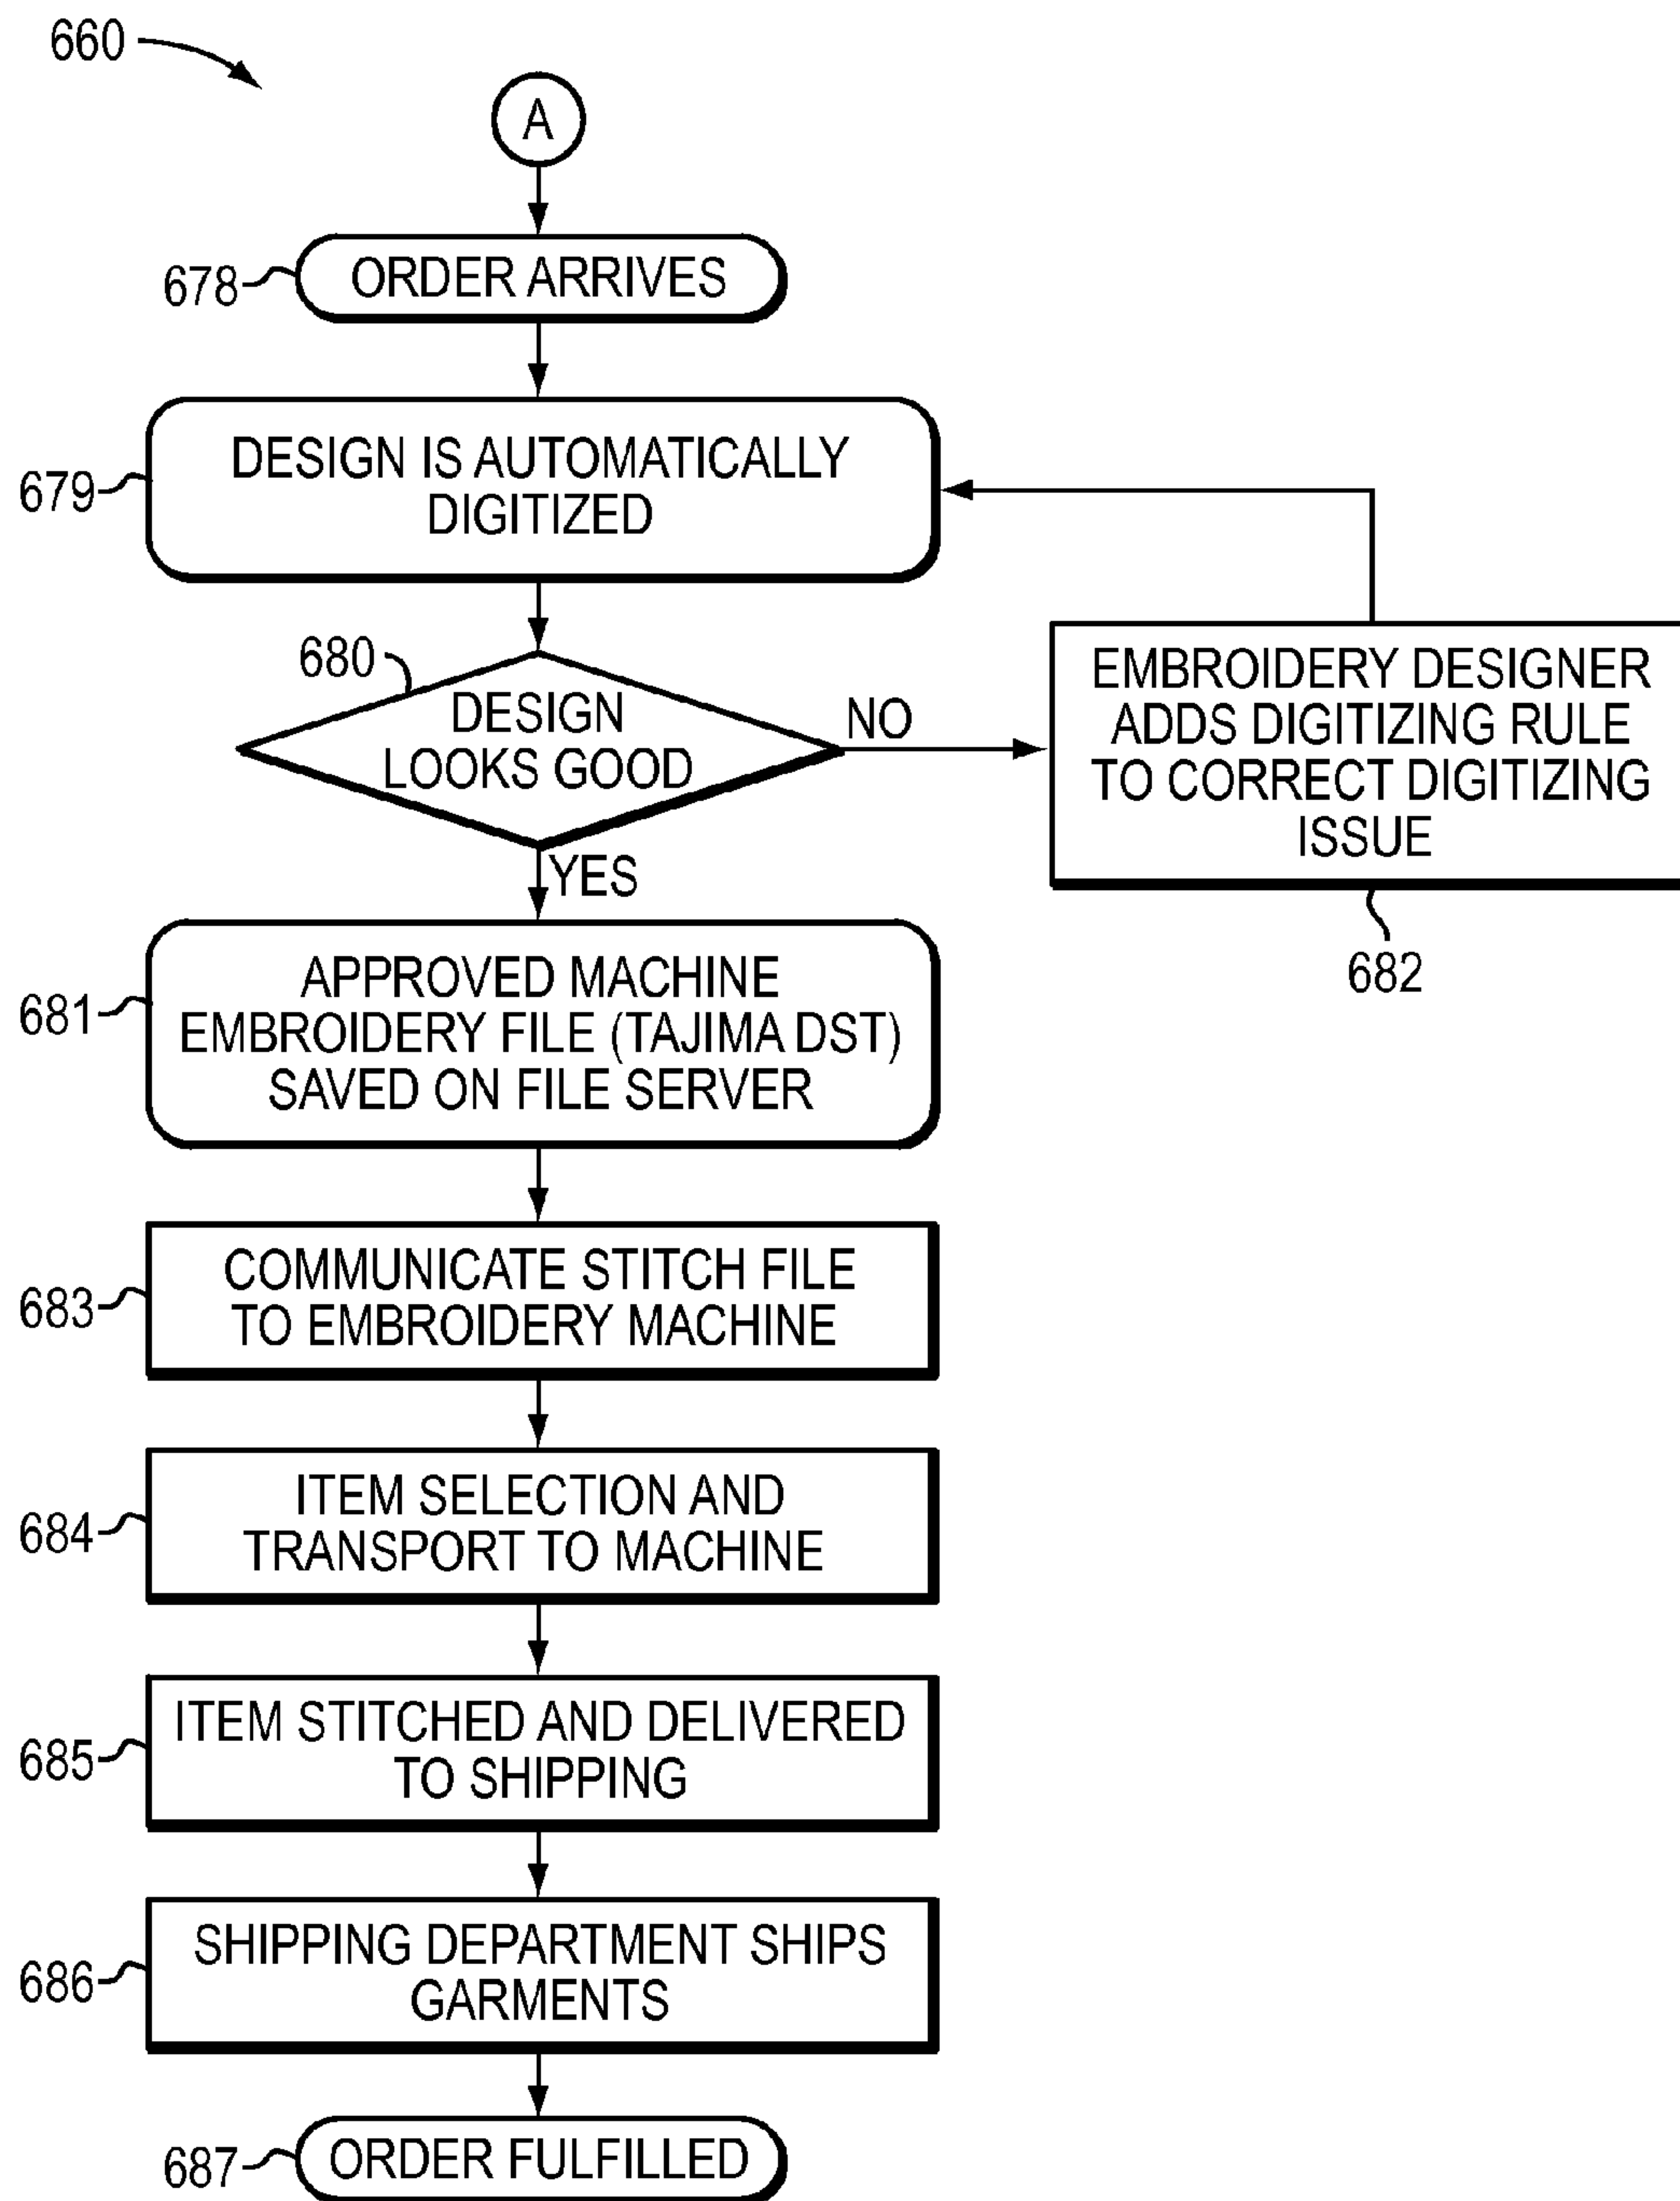 660
A
678
ORDER ARRIVES
679
DESIGN IS AUTOMATICALLY
DIGITIZED
680
DESIGN
LOOKS GOOD
NO
EMBROIDERY DESIGNER
ADDS DIGITIZING RULE
TO CORRECT DIGITIZING
ISSUE
682
YES
681
APPROVED MACHINE
EMBROIDERY FILE (TAJIMA DST)
SAVED ON FILE SERVER
683
COMMUNICATE STITCH FILE
TO EMBROIDERY MACHINE
684
ITEM SELECTION AND
TRANSPORT TO MACHINE
685
ITEM STITCHED AND DELIVERED
TO SHIPPING
686
SHIPPING DEPARTMENT SHIPS
GARMENTS
687
ORDER FULFILLED